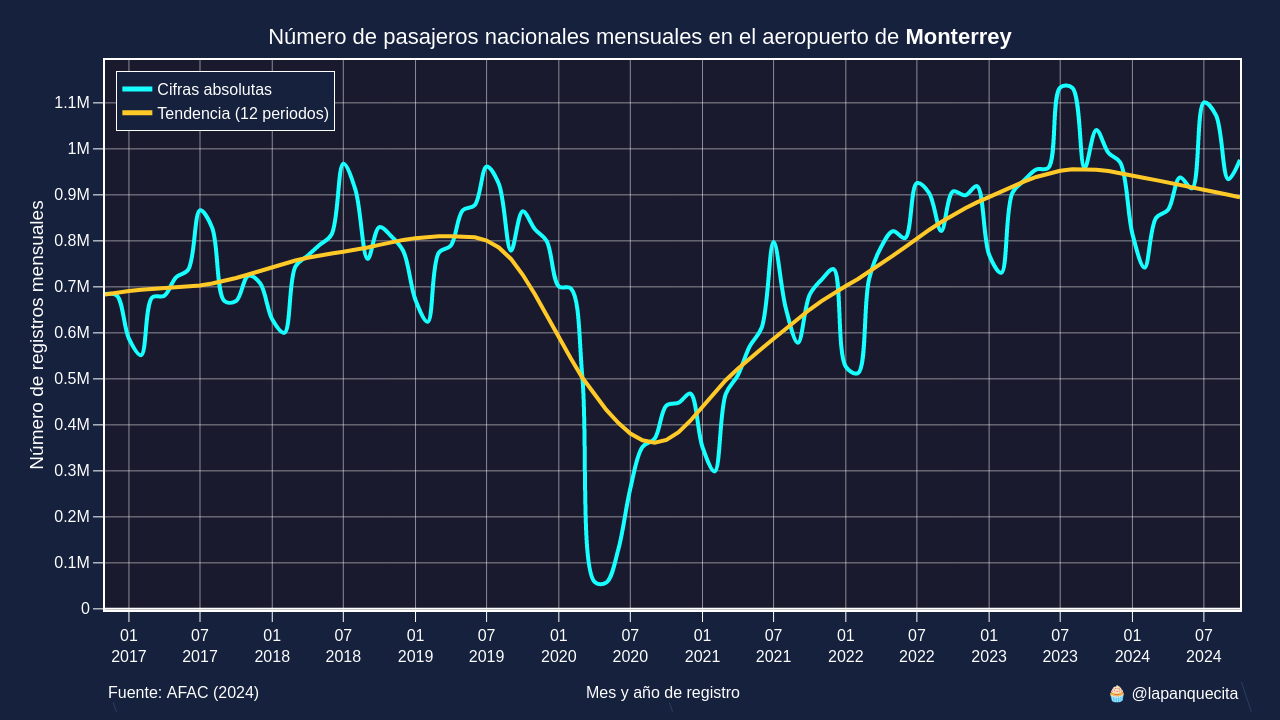 Número de pasajeros nacionales mensuales en el aeropuerto de Monterrey
Cifras absolutas
Tendencia (12 periodos)
Número de registros mensuales
1.1M
1M
0.9M
0.8M
0.7M
0.6M
0.5M
0.4M
0.3M
0.2M
0.1M
0
01 07 01 07 01 07 01 07 01 07 01 07 01 07 01 07
2017 2017 2018 2018 2019 2019 2020 2020 2021 2021 2022 2022 2023 2023 2024 2024
Fuente: AFAC (2024) Mes y año de registro 🧁 @lapanquecita